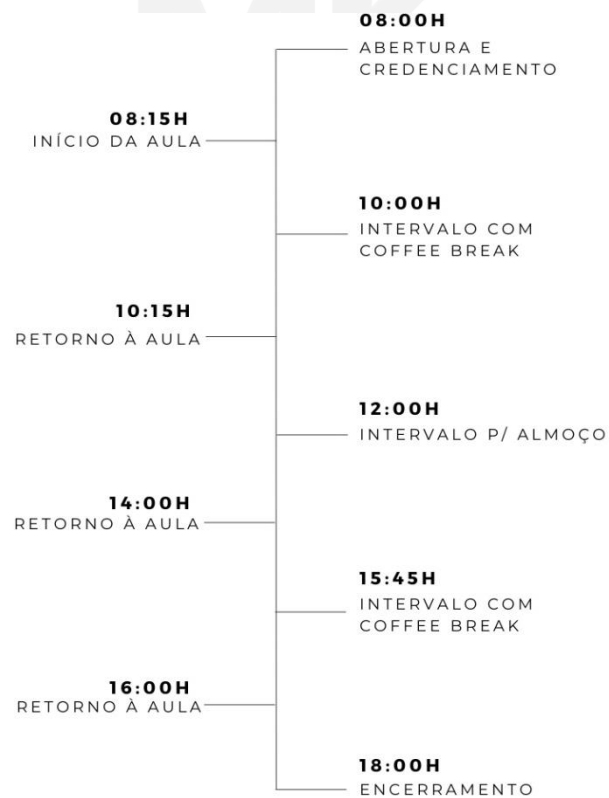 08:00H
ABERTURA E
CREDENCIAMENTO
08:15H
INÍCIO DA AULA
10:00H
INTERVALO COM
COFFEE BREAK
10:15H
RETORNO À AULA
12:00H
INTERVALO P/ ALMOÇO
14:00H
RETORNO À AULA
15:45H
INTERVALO COM
COFFEE BREAK
16:00H
RETORNO À AULA
18:00H
ENCERRAMENTO